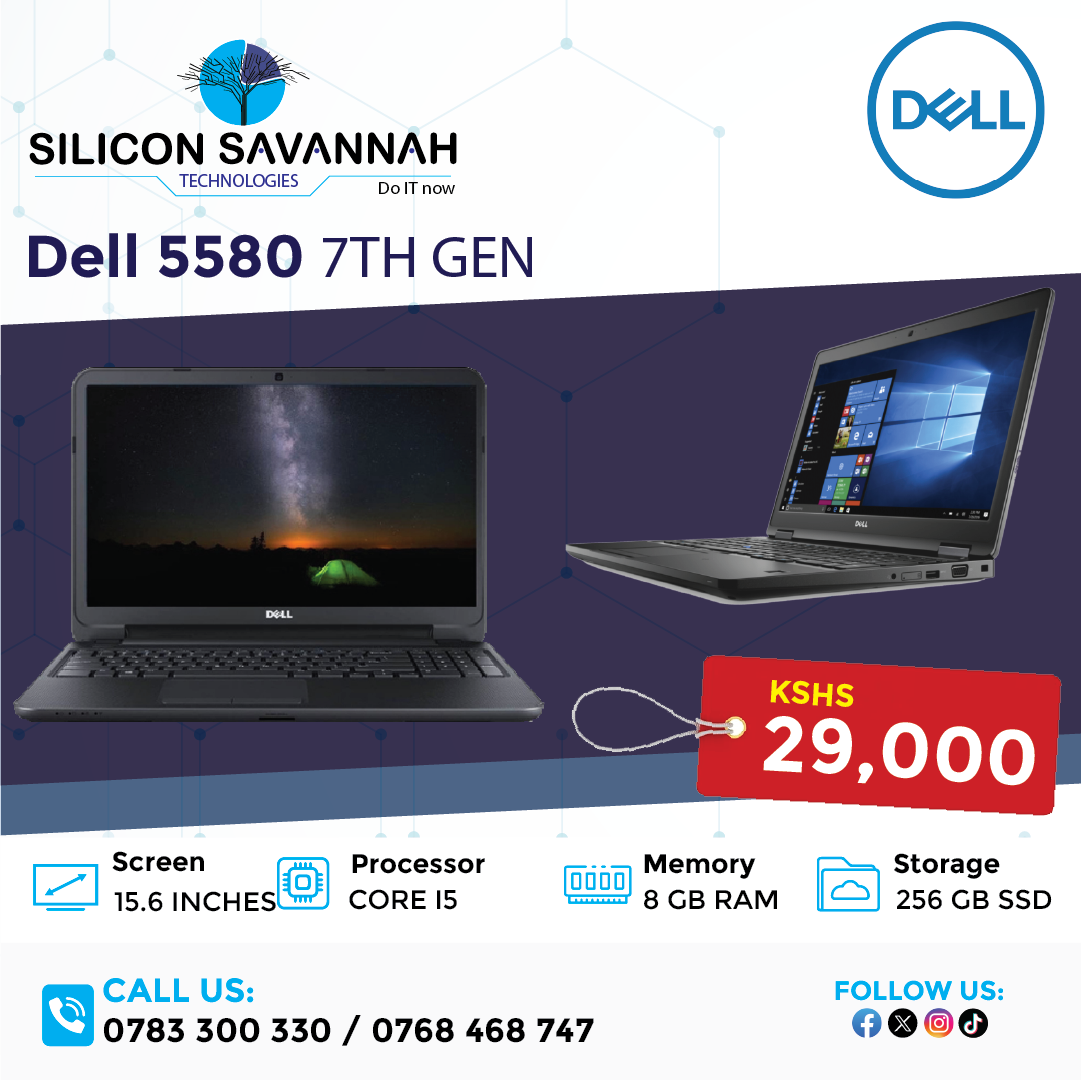 SILICON SAVANNAH
TECHNOLOGIES
Do IT now
DELL
Dell 5580 7TH GEN
DELL
DELL
KSHS
29,000
Screen
15.6 INCHES
Processor
CORE I5
Memory
8 GB RAM
Storage
256 GB SSD
CALL US:
0783 300 330 / 0768 468 747
FOLLOW US: